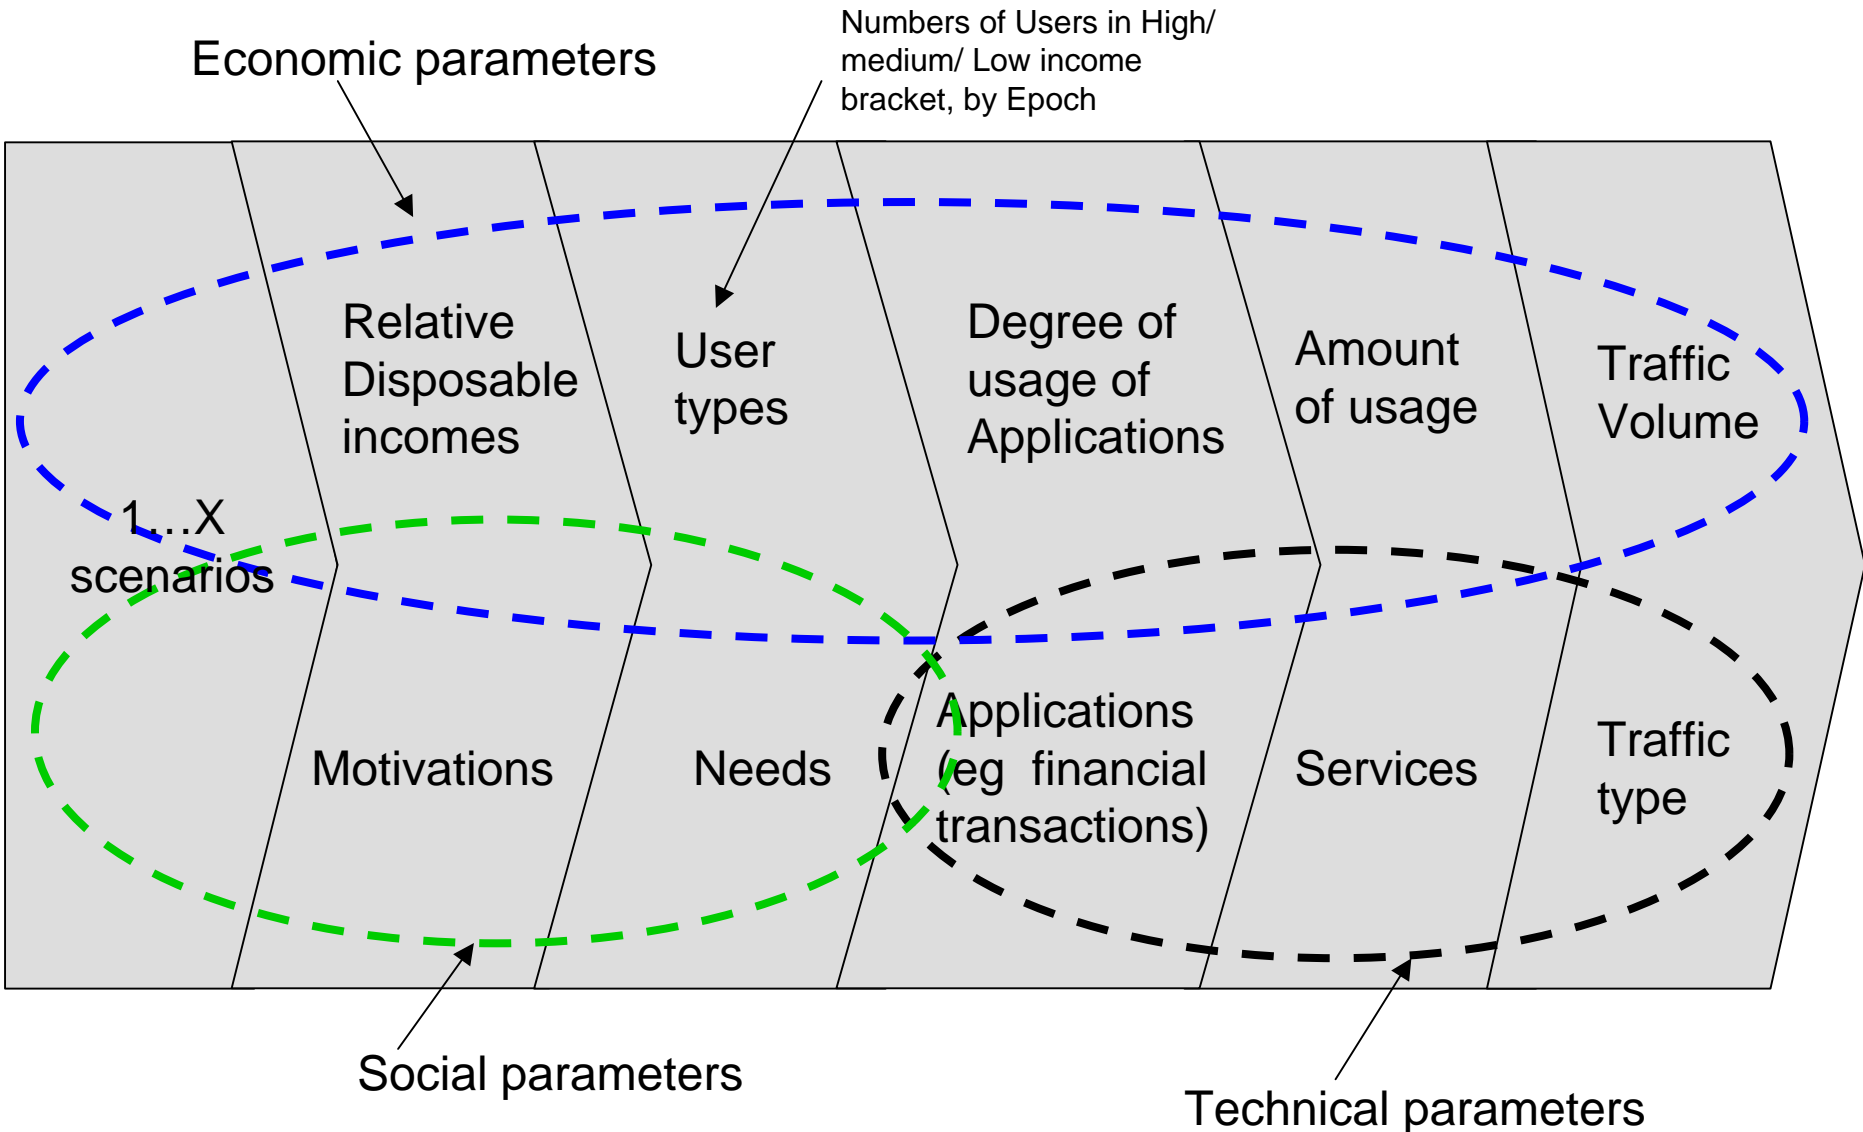 Economic parameters
Numbers of Users in High/
medium/ Low income
bracket, by Epoch
1...X
scenarios
Relative
Disposable
incomes
User
types
Degree of
usage of
Applications
Amount
of usage
Traffic
Volume
Motivations
Needs
Applications
(eg financial
transactions)
Services
Traffic
type
Social parameters
Technical parameters